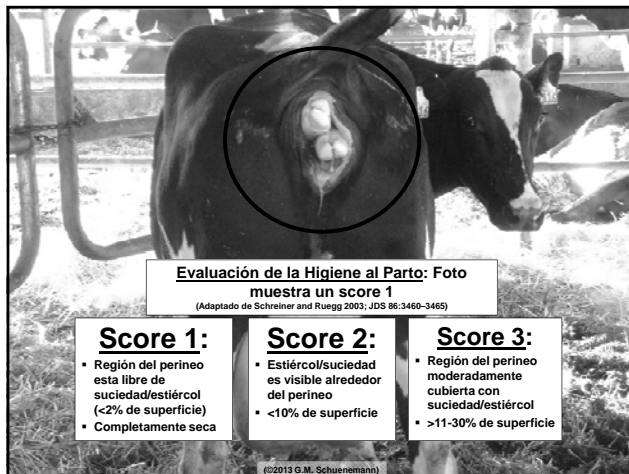 Evaluación de la Higiene al Parto: Foto
muestra un score 1
(Adaptado de Schreiner and Ruegg 2003; JDS 86:3460–3465)
Score 1:
▪ Región del perineo
esta libre de
suciedad/estiércol
(<2% de superficie)
▪ Completamente seca
Score 2:
▪ Estiércol/suciedad
es visible alrededor
del perineo
▪ <10% de superficie
Score 3:
▪ Región del perineo
moderadamente
cubierta con
suciedad/estiércol
▪ >11-30% de superficie
(©2013 G.M. Schuenemann)